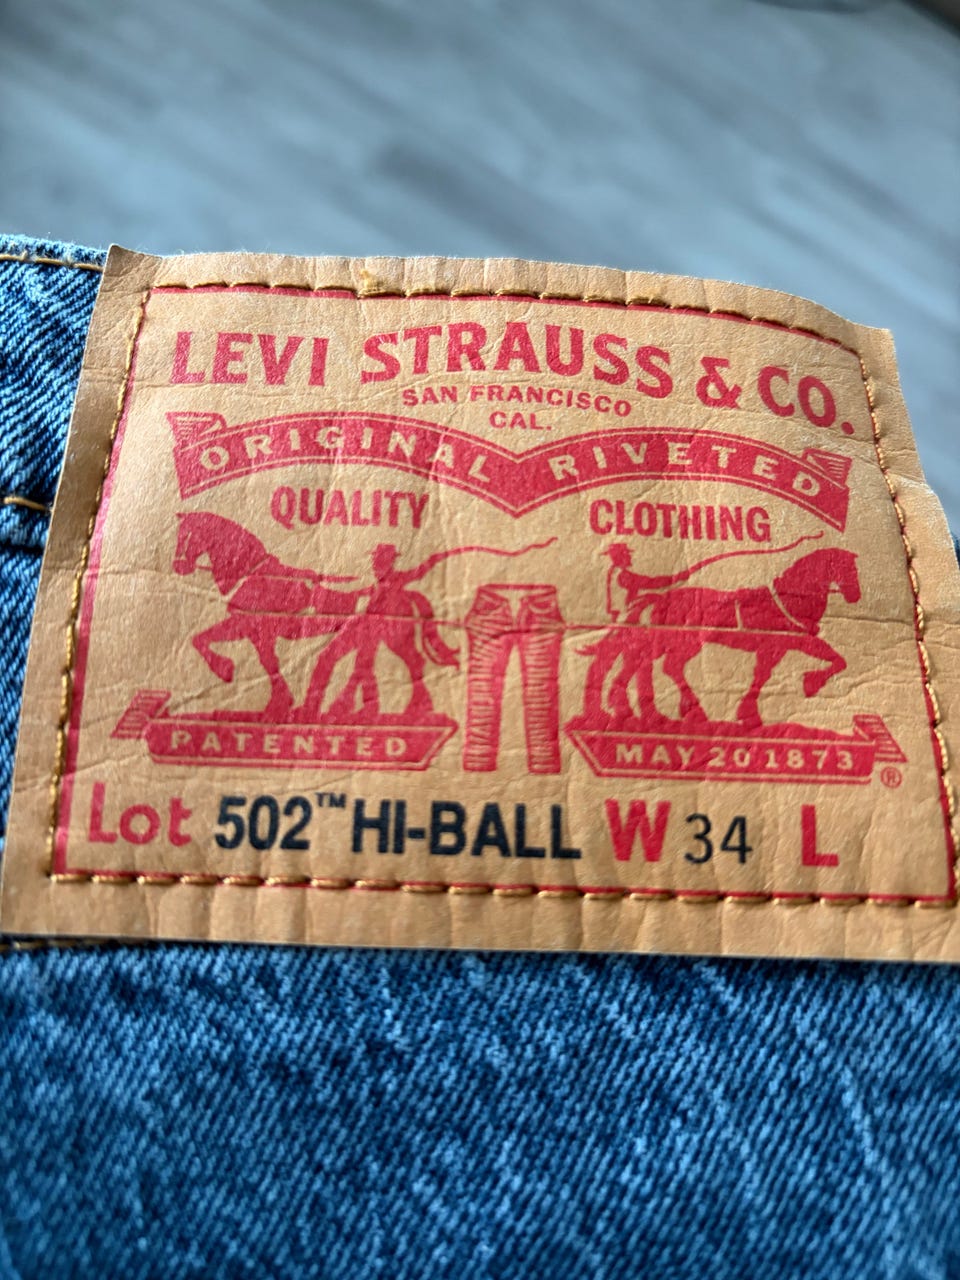 LEVI STRAUSS & CO.
SAN FRANCISCO
CAL.
ORIGINAL RIVETED
QUALITY CLOTHING
PATENTED MAY 20 1873 ®
Lot 502™ HI-BALL W 34 L